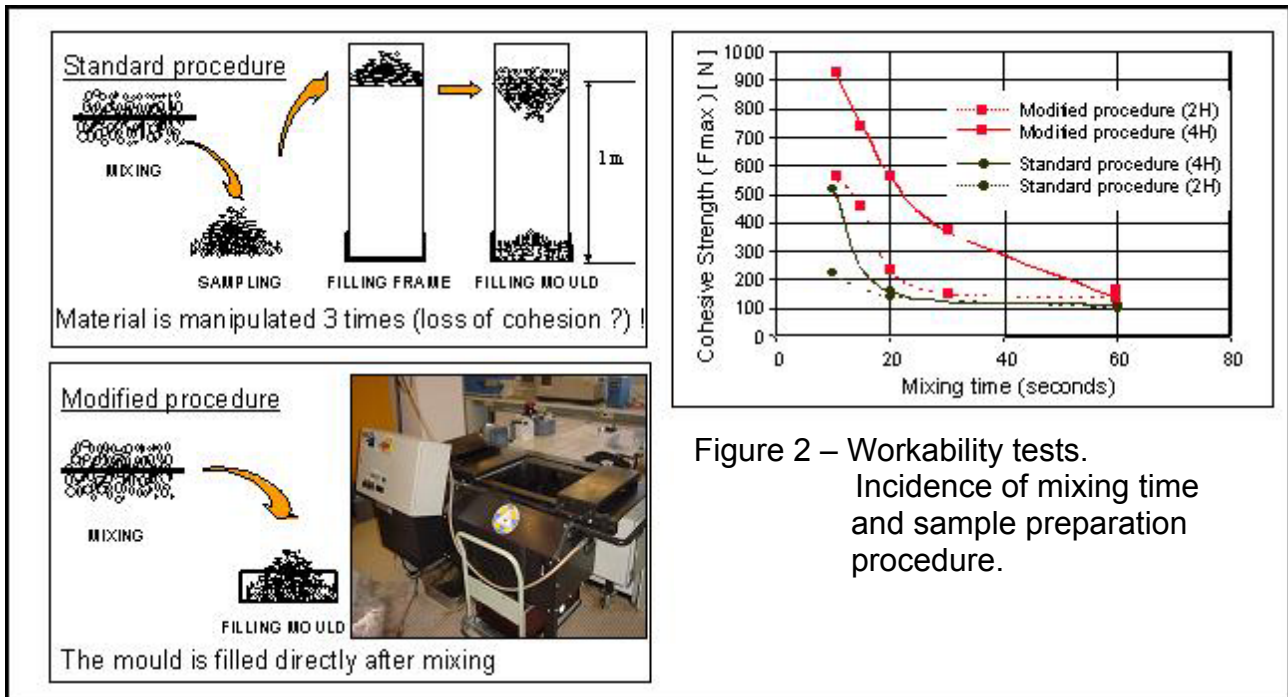 Standard procedure
MIXING
SAMPLING
FILLING FRAME
FILLING MOULD
1m
Material is manipulated 3 times (loss of cohesion ?) !
Modified procedure
MIXING
FILLING MOULD
The mould is filled directly after mixing
Cohesive Strength ( Fmax ) [ N ]
1000
900
800
700
600
500
400
300
200
100
0
0
20
40
60
80
Mixing time (seconds)
Modified procedure (2H)
Modified procedure (4H)
Standard procedure (4H)
Standard procedure (2H)
Figure 2 – Workability tests.
Incidence of mixing time
and sample preparation
procedure.